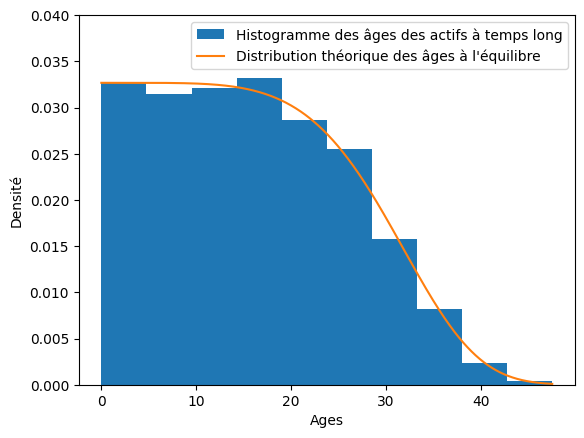 Histogramme des âges des actifs à temps long
Distribution théorique des âges à l'équilibre
0.040
0.035
0.030
0.025
0.020
0.015
0.010
0.005
0.000
Densité
0 10 20 30 40
Ages